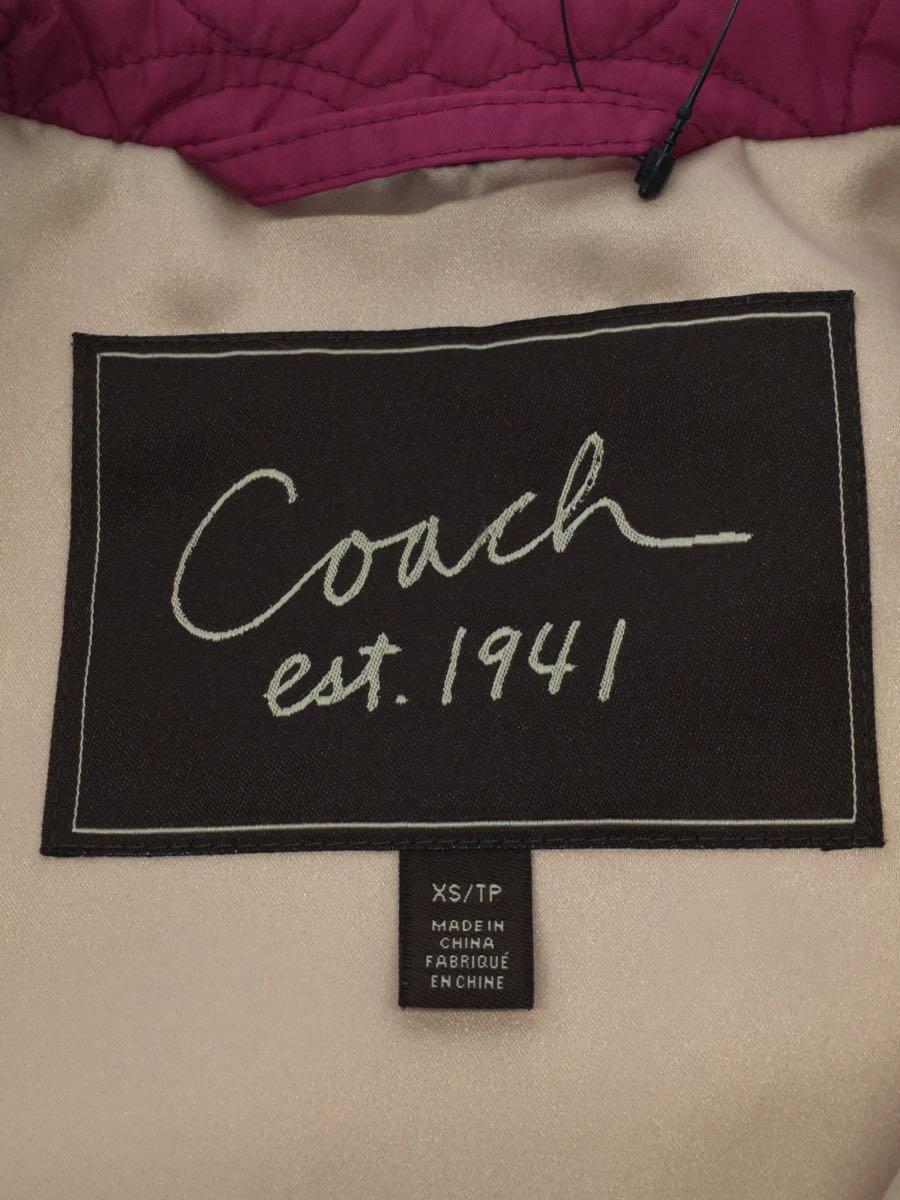 Coach
est. 1941
XS/TP
MADE IN
CHINA
FABRIQUÉ
EN CHINE